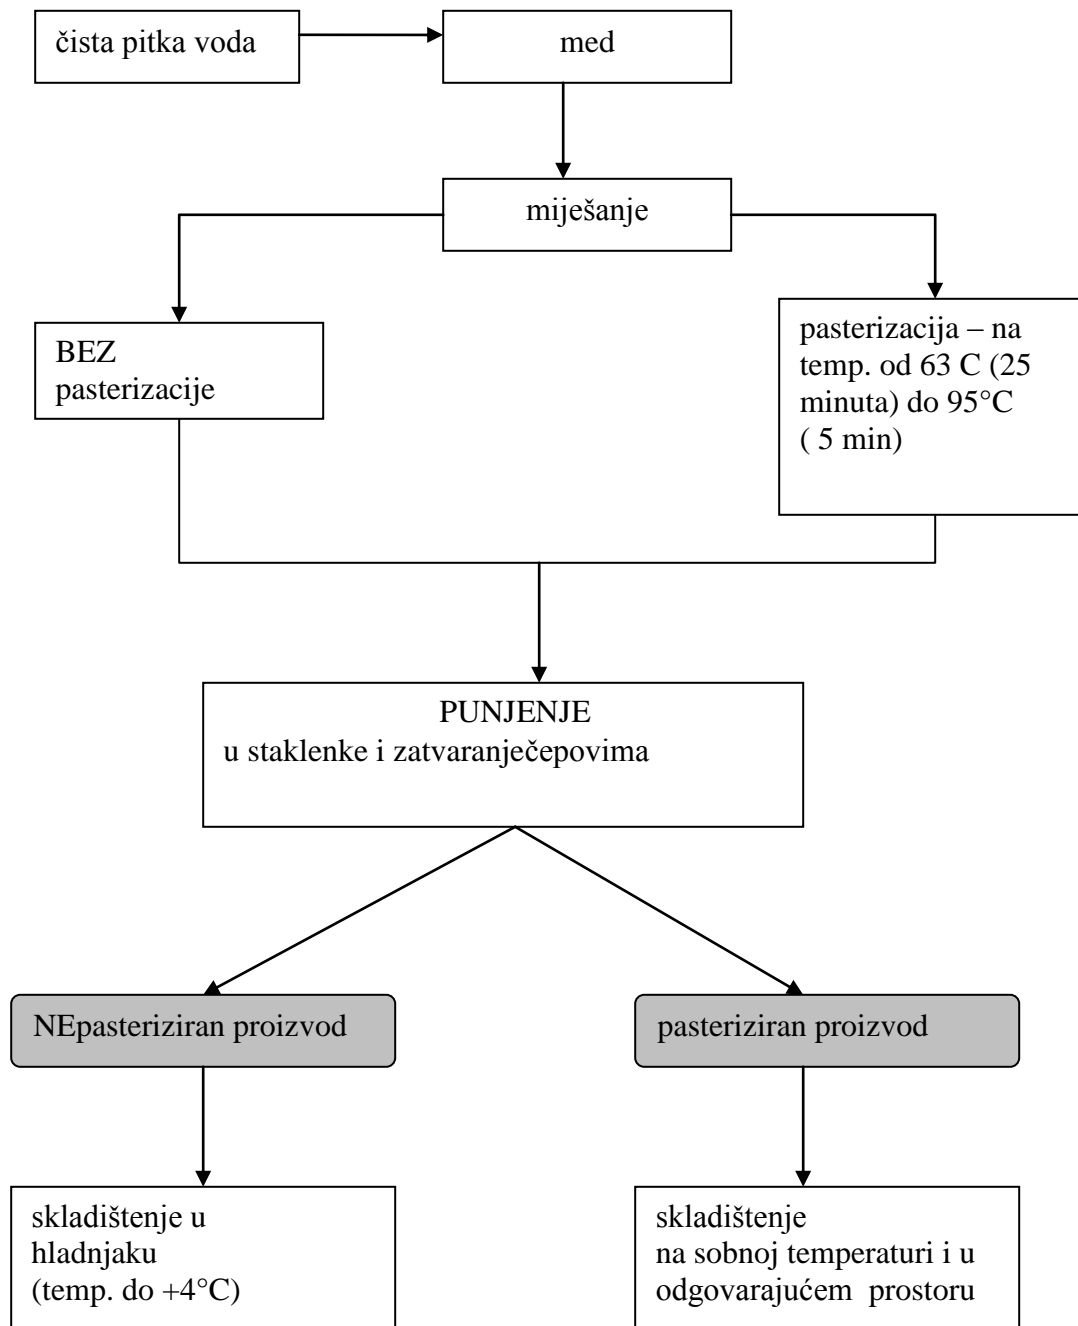 čista pitka voda
med
miješanje
BEZ
pasterizacije
pasterizacija – na
temp. od 63 C (25
minuta) do 95°C
( 5 min)
PUNJENJE
u staklenke i zatvaranječepovima
NEpasteriziran proizvod
pasteriziran proizvod
skladištenje u
hladnjaku
(temp. do +4°C)
skladištenje
na sobnoj temperaturi i u
odgovarajućem  prostoru